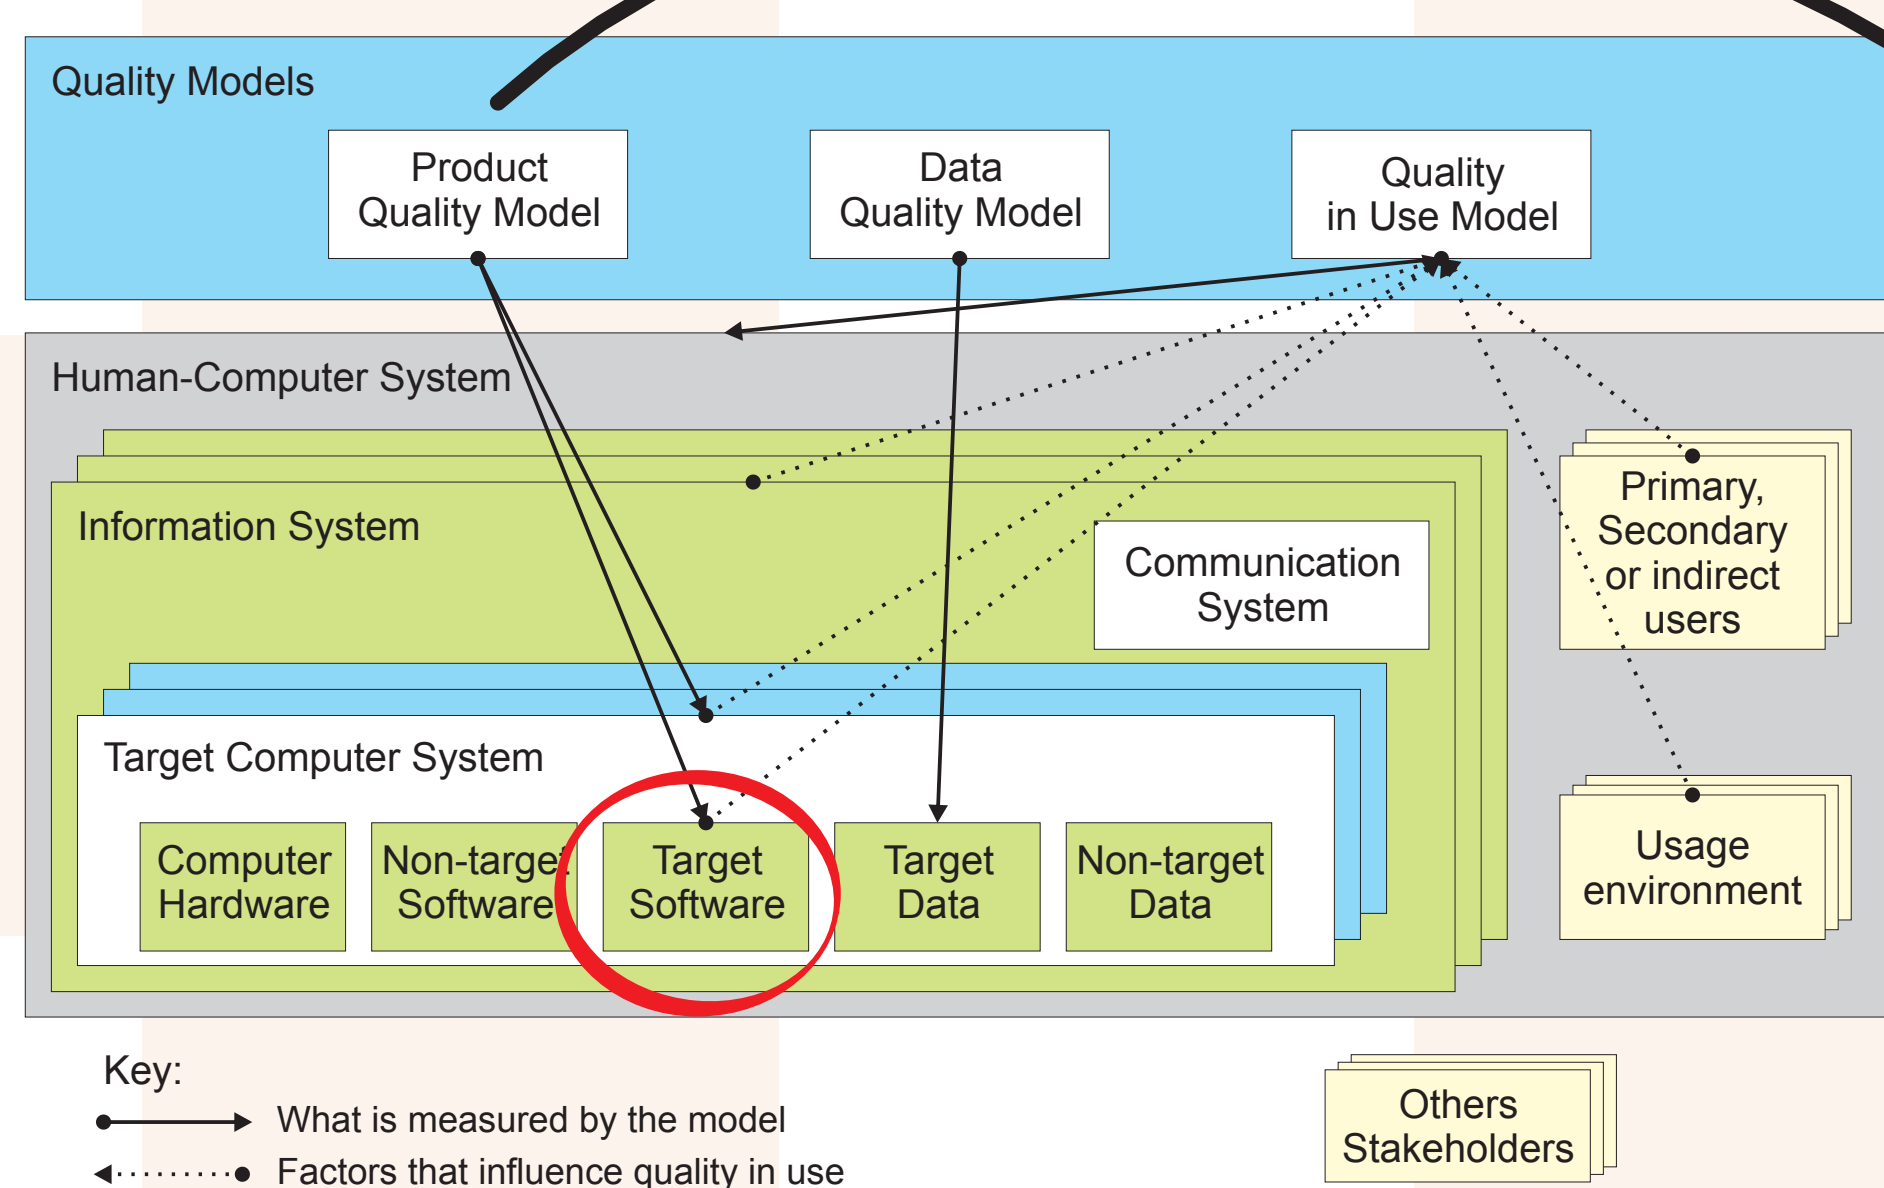 Quality Models
Product
Quality Model
Data
Quality Model
Quality
in Use Model
Human-Computer System
Information System
Communication
System
Primary,
Secondary
or indirect
users
Target Computer System
Computer
Hardware
Non-target
Software
Target
Software
Target
Data
Non-target
Data
Usage
environment
Key:
What is measured by the model
Factors that influence quality in use
Others
Stakeholders